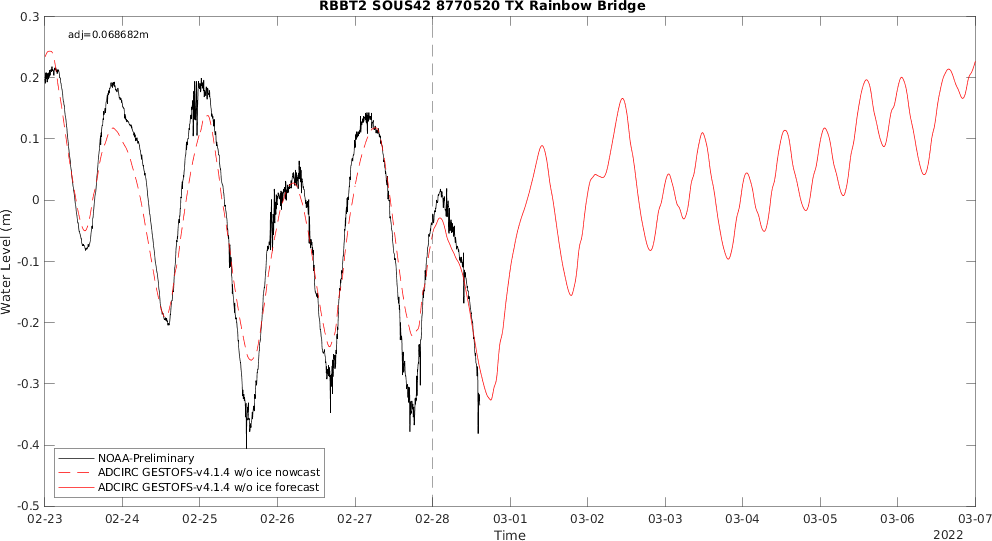 RBBT2 SOUS42 8770520 TX Rainbow Bridge
adj=0.068682m
0.3
0.2
0.1
0
-0.1
-0.2
-0.3
-0.4
-0.5
Water Level (m)
NOAA-Preliminary
ADCIRC GESTOFS-v4.1.4 w/o ice nowcast
ADCIRC GESTOFS-v4.1.4 w/o ice forecast
02-23 02-24 02-25 02-26 02-27 02-28 03-01 03-02 03-03 03-04 03-05 03-06 03-07
Time
2022